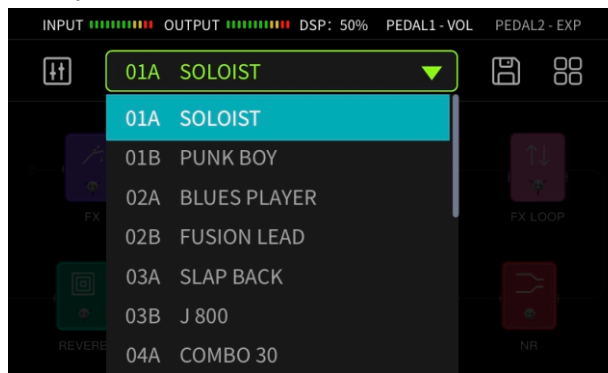 INPUT OUTPUT DSP: 50% PEDAL1 - VOL PEDAL2 - EXP
01A SOLOIST
01A SOLOIST
01B PUNK BOY
02A BLUES PLAYER
FX FX LOOP
02B FUSION LEAD
03A SLAP BACK
03B J 800
REVERB NR
04A COMBO 30